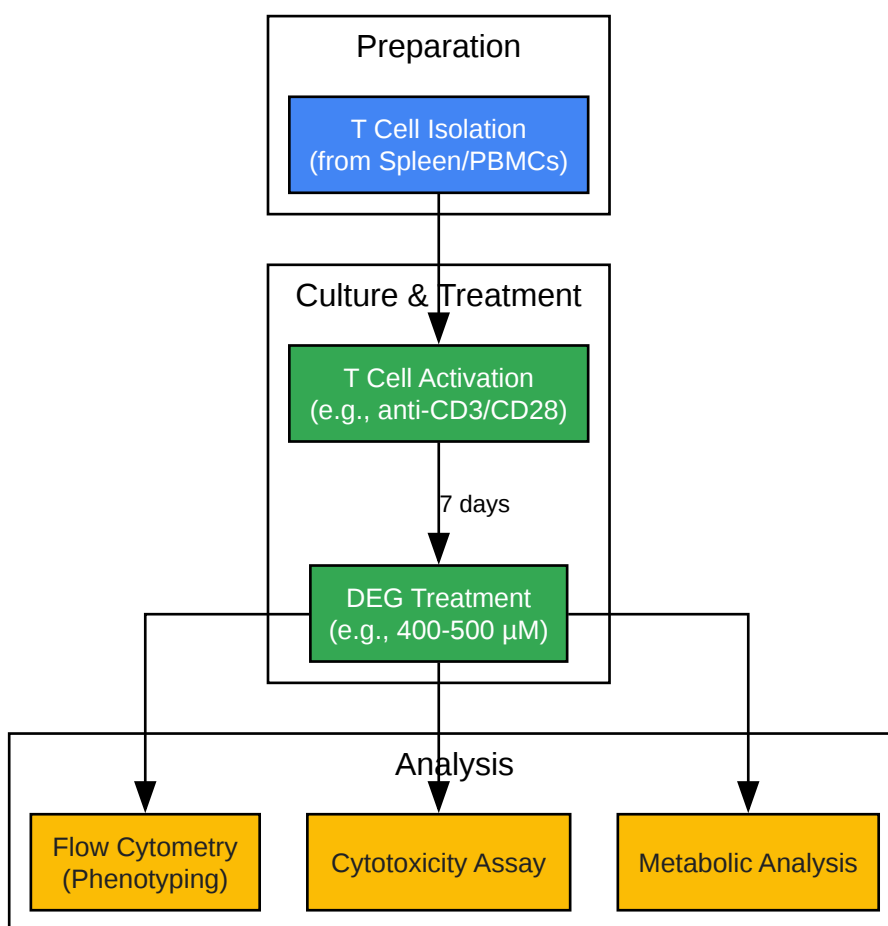 Preparation
T Cell Isolation
(from Spleen/PBMCs)
Culture & Treatment
T Cell Activation
(e.g., anti-CD3/CD28)
7 days
DEG Treatment
(e.g., 400-500 µM)
Analysis
Flow Cytometry
(Phenotyping)
Cytotoxicity Assay
Metabolic Analysis